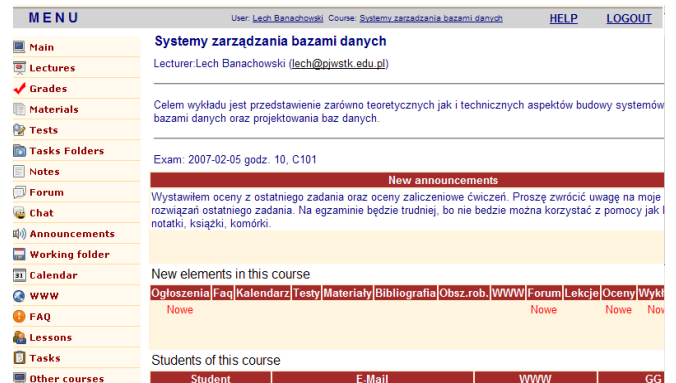 MENU
User: Lech Banachowski Course: Systemy zarzadzania bazami danych
HELP
LOGOUT
Main
Lectures
Grades
Materials
Tests
Tasks Folders
Notes
Forum
Chat
Announcements
Working folder
31 Calendar
WWW
FAQ
Lessons
Tasks
Other courses
Systemy zarządzania bazami danych
Lecturer:Lech Banachowski (lech@pjwstk.edu.pl)
Celem wykładu jest przedstawienie zarówno teoretycznych jak i technicznych aspektów budowy systemów
bazami danych oraz projektowania baz danych.
Exam: 2007-02-05 godz. 10, C101
New announcements
Wystawiłem oceny z ostatniego zadania oraz oceny zaliczeniowe ćwiczeń. Proszę zwrócić uwagę na moje
rozwiązań ostatniego zadania. Na egzaminie będzie trudniej, bo nie bedzie można korzystać z pomocy jak
notatki, książki, komórki.
New elements in this course
Ogłoszenia Faq Kalendarz Testy Materiały Bibliografia Obsz.rob. WWW Forum Lekcje Oceny
Nowe Nowe Nowe
Students of this course
Student E-Mail WWW GG